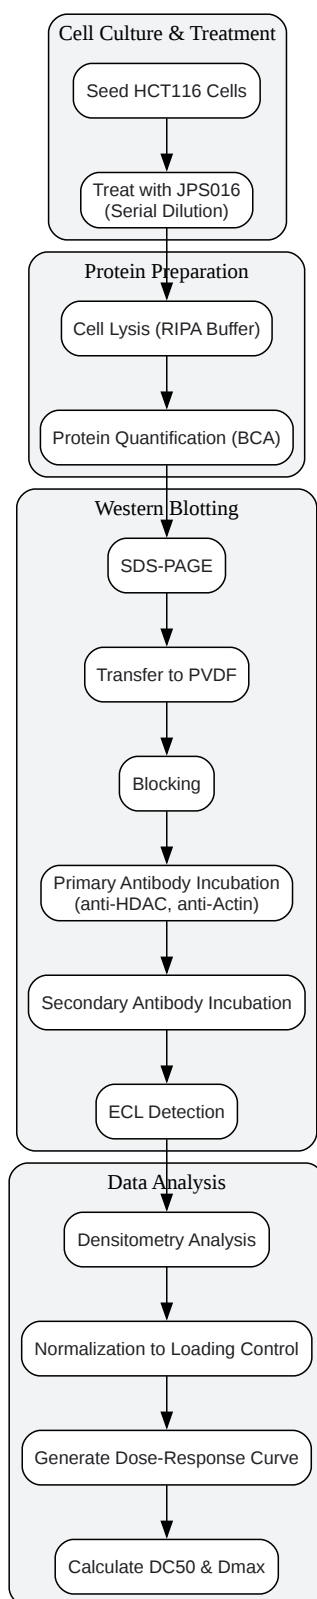 Cell Culture & Treatment
Seed HCT116 Cells
Treat with JPS016
(Serial Dilution)
Protein Preparation
Cell Lysis (RIPA Buffer)
Protein Quantification (BCA)
Western Blotting
SDS-PAGE
Transfer to PVDF
Blocking
Primary Antibody Incubation
(anti-HDAC, anti-Actin)
Secondary Antibody Incubation
ECL Detection
Data Analysis
Densitometry Analysis
Normalization to Loading Control
Generate Dose-Response Curve
Calculate DC50 & Dmax